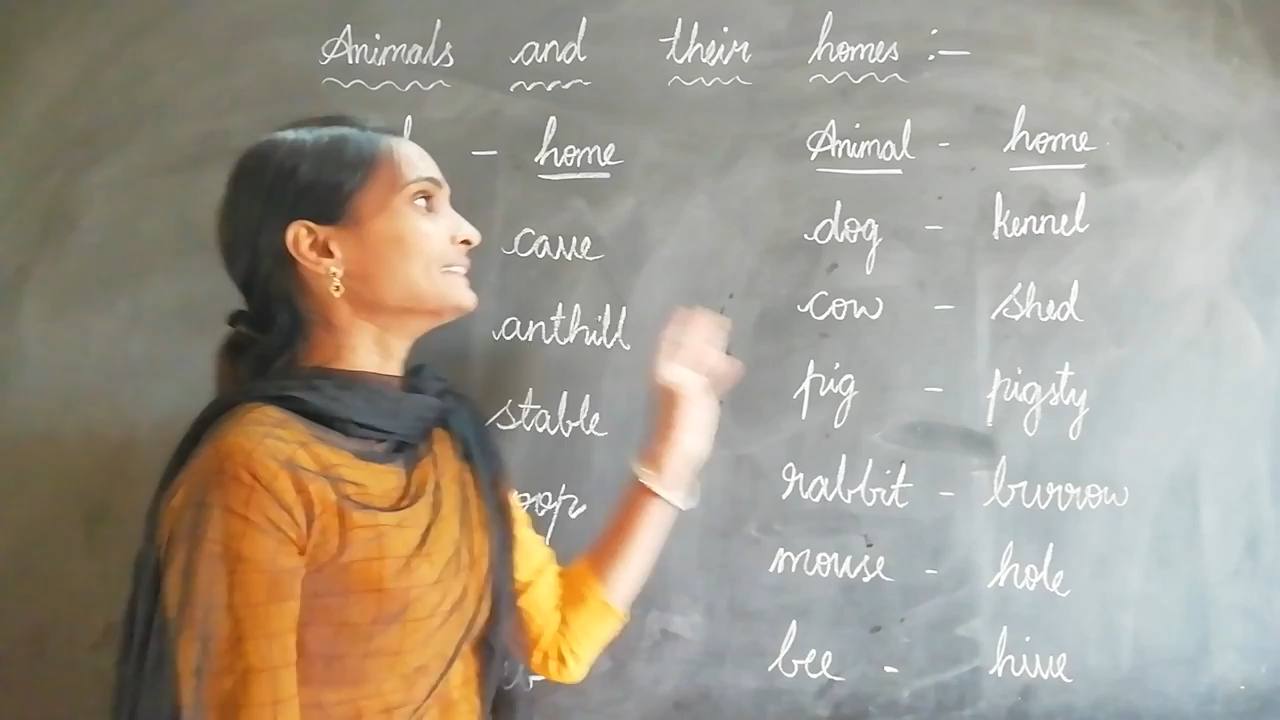 Animals and their homes :-
- home Animal - home
cave dog - kennel
anthill cow - shed
stable pig - pigsty
rabbit - burrow
mouse - hole
bee - hive